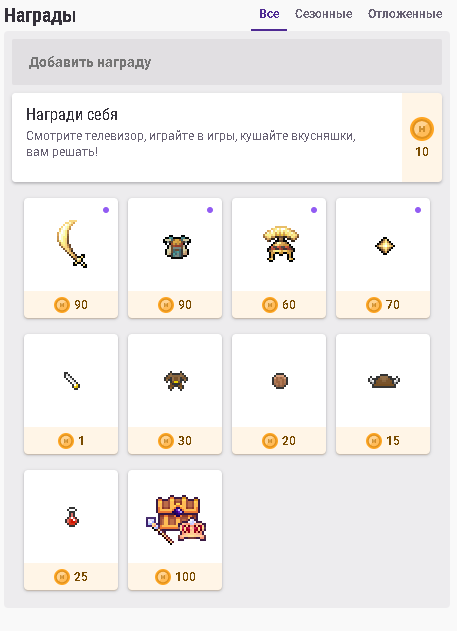 Награды
Все Сезонные Отложенные
Добавить награду
Награди себя
Смотрите телевизор, играйте в игры, кушайте вкусняшки,
вам решать!
10
90 90 60 70
1 30 20 15
25 100